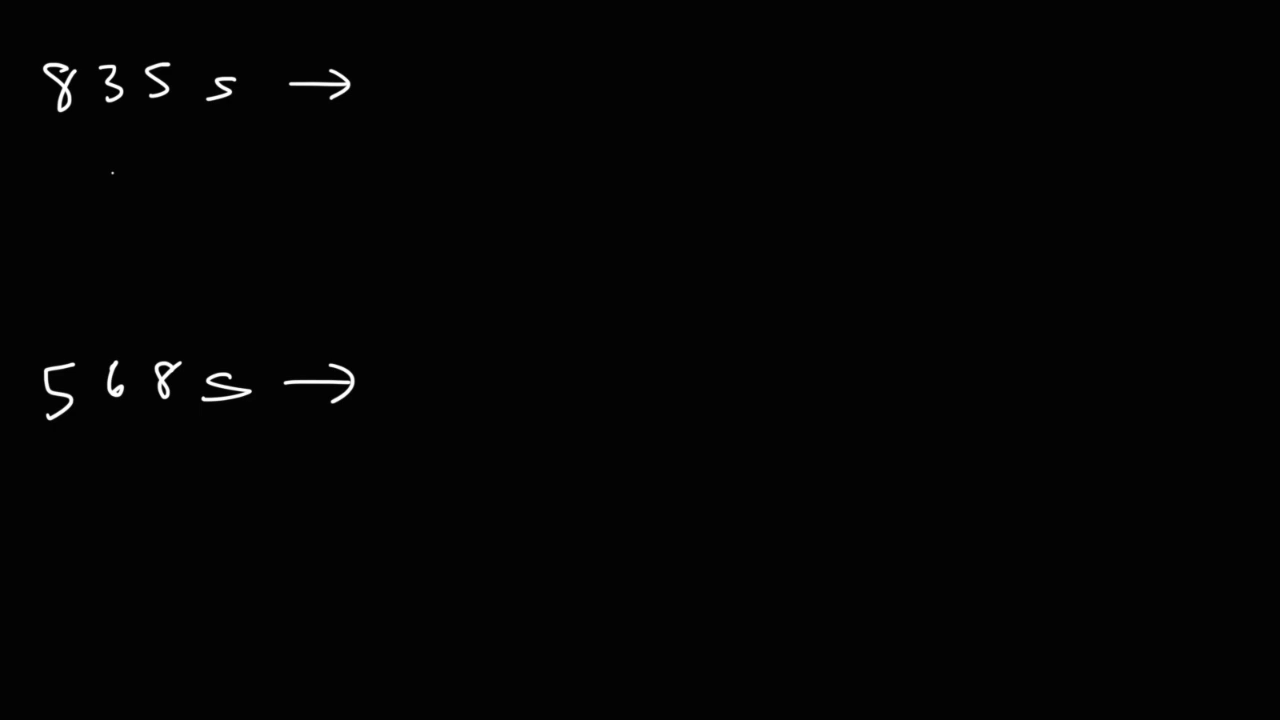 835 s →
568 s →